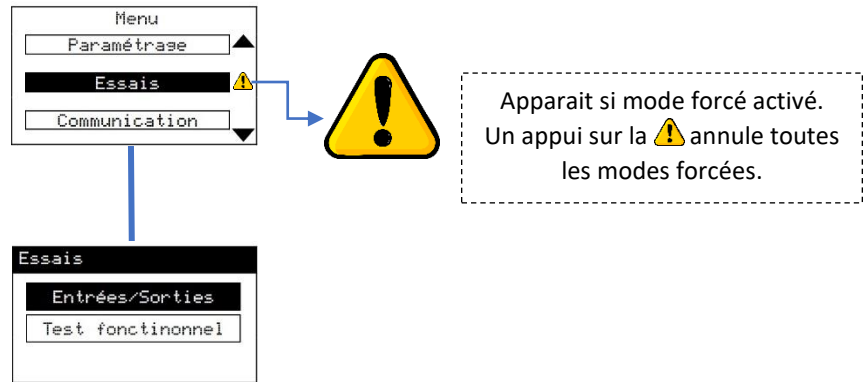 Menu
Paramétrage
Essais
Communication
Apparait si mode forcé activé.
Un appui sur la annule toutes
les modes forcées.
Essais
Entrées/Sorties
Test fonctinonnel